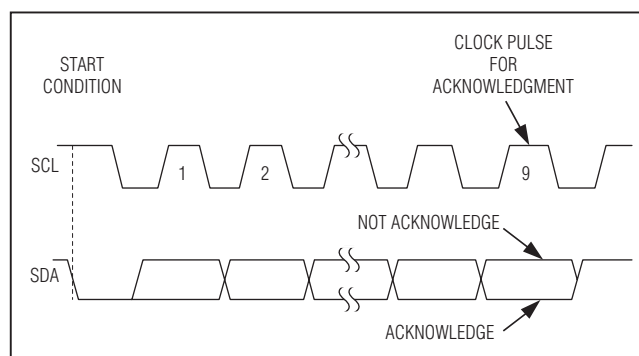 START
CONDITION
CLOCK PULSE
FOR
ACKNOWLEDGMENT
SCL
1
2
9
NOT ACKNOWLEDGE
SDA
ACKNOWLEDGE